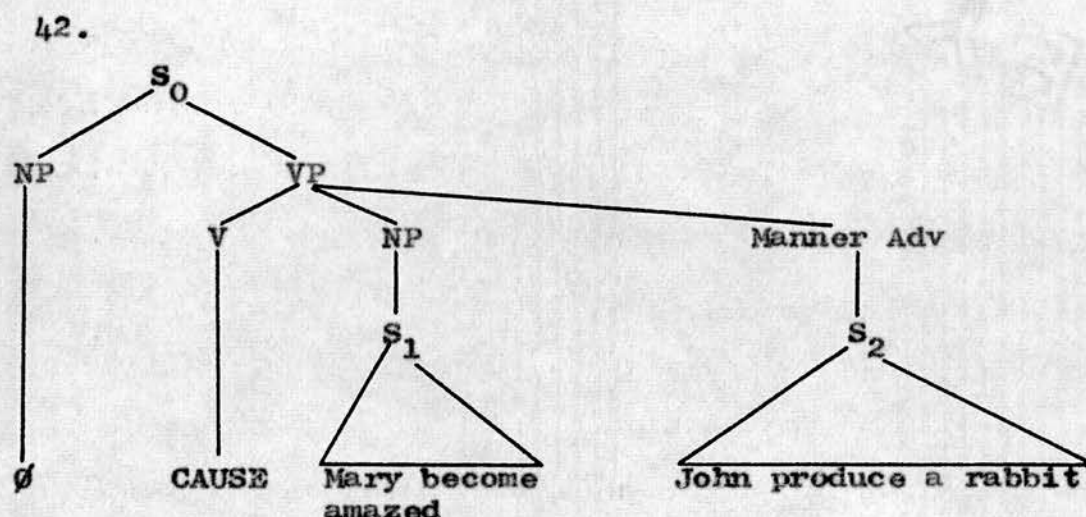 42.
S0
NP VP
V NP Manner Adv
S1 S2
Ø CAUSE Mary become John produce a rabbit
amazed